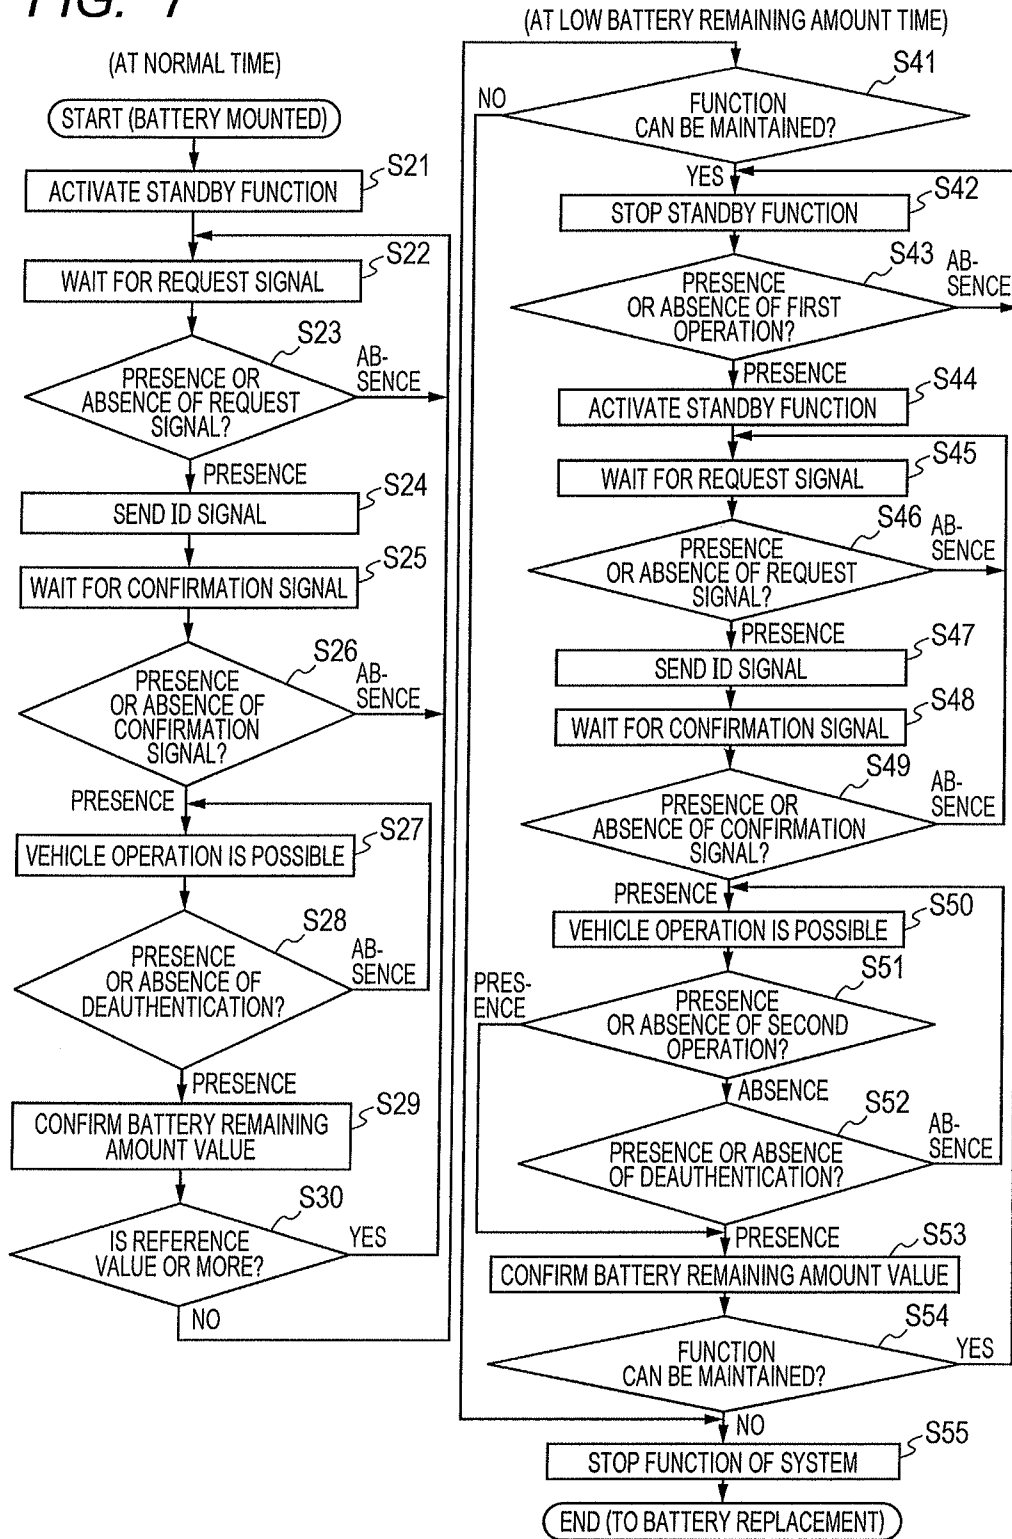 FIG. 7
(AT NORMAL TIME)
START (BATTERY MOUNTED)
S21
ACTIVATE STANDBY FUNCTION
S22
WAIT FOR REQUEST SIGNAL
S23
PRESENCE OR
ABSENCE OF REQUEST
SIGNAL?
AB-
SENCE
PRESENCE
S24
SEND ID SIGNAL
S25
WAIT FOR CONFIRMATION SIGNAL
S26
PRESENCE
OR ABSENCE OF
CONFIRMATION
SIGNAL?
AB-
SENCE
PRESENCE
S27
VEHICLE OPERATION IS POSSIBLE
S28
PRESENCE
OR ABSENCE OF
DEAUTHENTICATION?
AB-
SENCE
PRESENCE
S29
CONFIRM BATTERY REMAINING
AMOUNT VALUE
S30
IS REFERENCE
VALUE OR MORE?
YES
NO
(AT LOW BATTERY REMAINING AMOUNT TIME)
S41
NO
FUNCTION
CAN BE MAINTAINED?
YES
S42
STOP STANDBY FUNCTION
S43
PRESENCE
OR ABSENCE OF FIRST
OPERATION?
AB-
SENCE
PRESENCE
S44
ACTIVATE STANDBY FUNCTION
S45
WAIT FOR REQUEST SIGNAL
S46
PRESENCE
OR ABSENCE OF REQUEST
SIGNAL?
AB-
SENCE
PRESENCE
S47
SEND ID SIGNAL
S48
WAIT FOR CONFIRMATION SIGNAL
S49
PRESENCE OR
ABSENCE OF CONFIRMATION
SIGNAL?
AB-
SENCE
PRESENCE
S50
VEHICLE OPERATION IS POSSIBLE
S51
PRES-
ENCE
PRESENCE
OR ABSENCE OF SECOND
OPERATION?
ABSENCE
S52
PRESENCE OR ABSENCE
OF DEAUTHENTICATION?
AB-
SENCE
PRESENCE
S53
CONFIRM BATTERY REMAINING AMOUNT VALUE
S54
FUNCTION
CAN BE MAINTAINED?
YES
NO
S55
STOP FUNCTION OF SYSTEM
END (TO BATTERY REPLACEMENT)